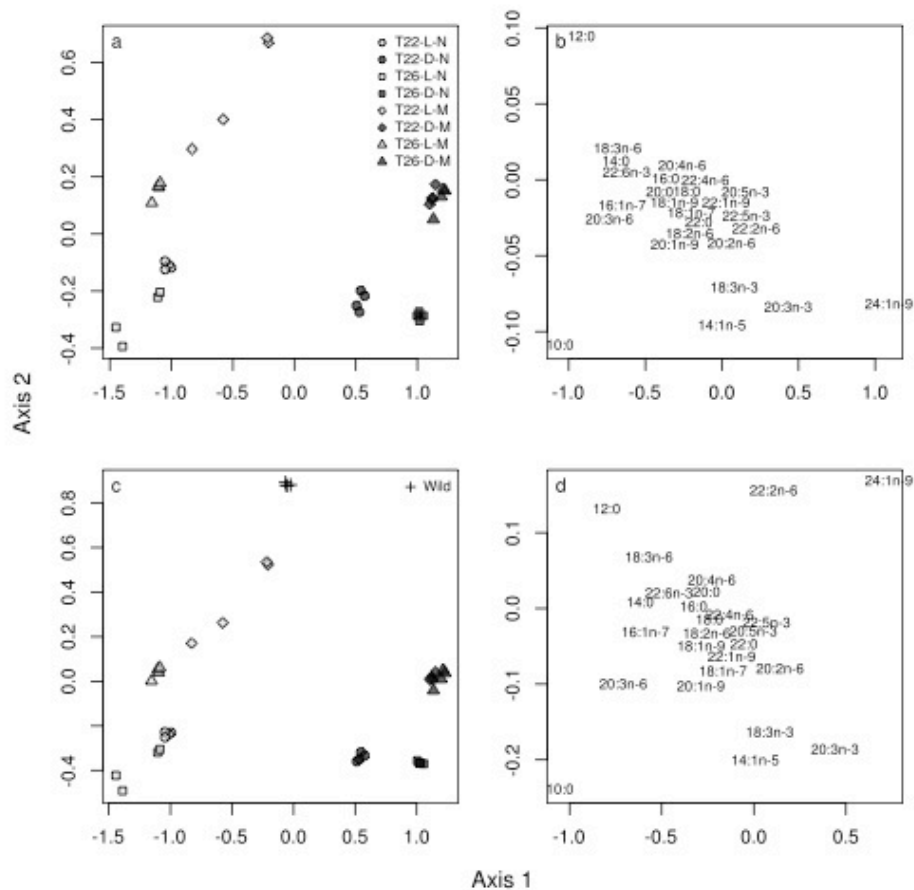 a
T22-L-N
T22-D-N
T26-L-N
T26-D-N
T22-L-M
T22-D-M
T26-L-M
T26-D-M
0.6
0.4
0.2
0.0
-0.2
-0.4
-1.5 -1.0 -0.5 0.0 0.5 1.0
b
12:0
18:3n-6
14:0
22:6n-3
20:4n-6
16:0
22:4n-6
20:0
18:0
20:5n-3
16:1n-7
18:1n-9
22:1n-9
20:3n-6
18:1n-7
22:5n-3
22:0
22:2n-6
18:2n-6
20:1n-9
20:2n-6
18:3n-3
24:1n-9
20:3n-3
14:1n-5
10:0
0.10
0.05
0.00
-0.05
-0.10
-1.0 -0.5 0.0 0.5 1.0
Axis 2
c
Wild
0.8
0.6
0.4
0.2
0.0
-0.4
-1.5 -1.0 -0.5 0.0 0.5 1.0
d
24:1n-9
22:2n-6
12:0
18:3n-6
20:4n-6
22:6n-3
20:0
14:0
16:0
22:4n-6
18:0
22:5n-3
16:1n-7
18:2n-6
20:5n-3
18:1n-9
22:0
22:1n-9
18:1n-7
20:2n-6
20:3n-6
20:1n-9
18:3n-3
20:3n-3
14:1n-5
10:0
0.1
0.0
-0.1
-0.2
-1.0 -0.5 0.0 0.5
Axis 1